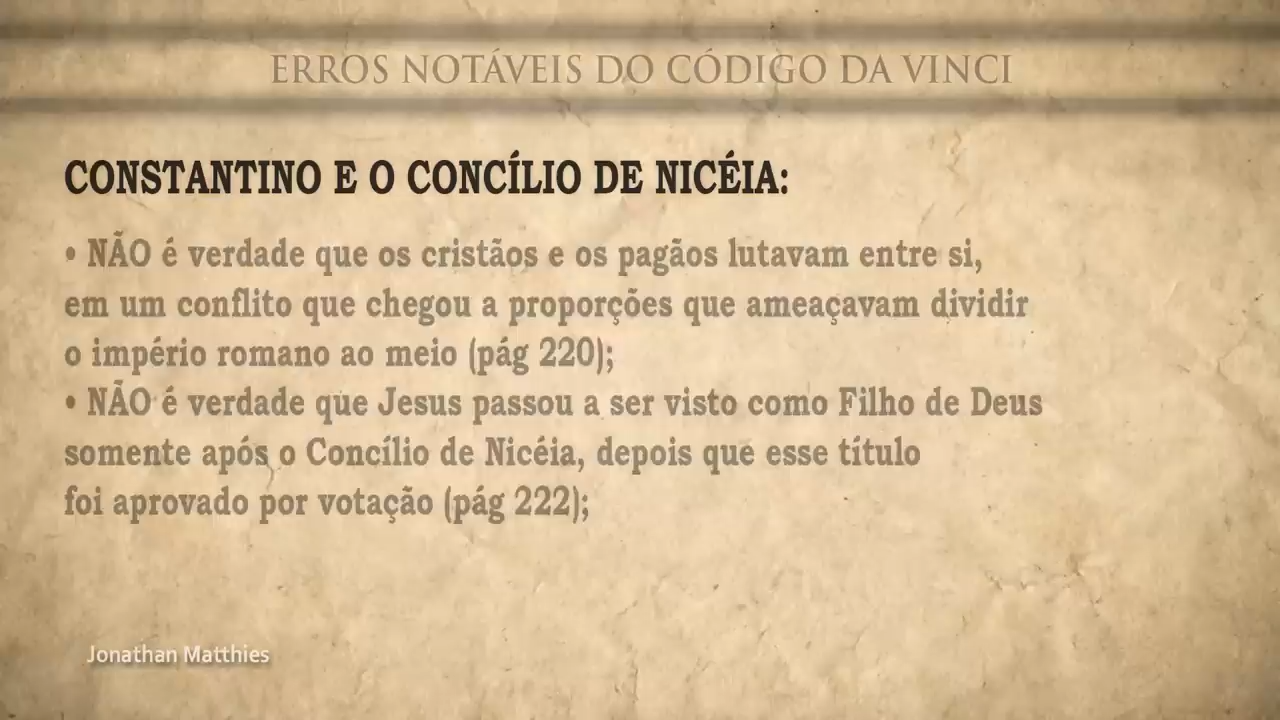 ERROS NOTÁVEIS DO CÓDIGO DA VINCI
CONSTANTINO E O CONCÍLIO DE NICÉIA:
• NÃO é verdade que os cristãos e os pagãos lutavam entre si,
em um conflito que chegou a proporções que ameaçavam dividir
o império romano ao meio (pág 220);
• NÃO é verdade que Jesus passou a ser visto como Filho de Deus
somente após o Concílio de Nicéia, depois que esse título
foi aprovado por votação (pág 222);
Jonathan Matthies